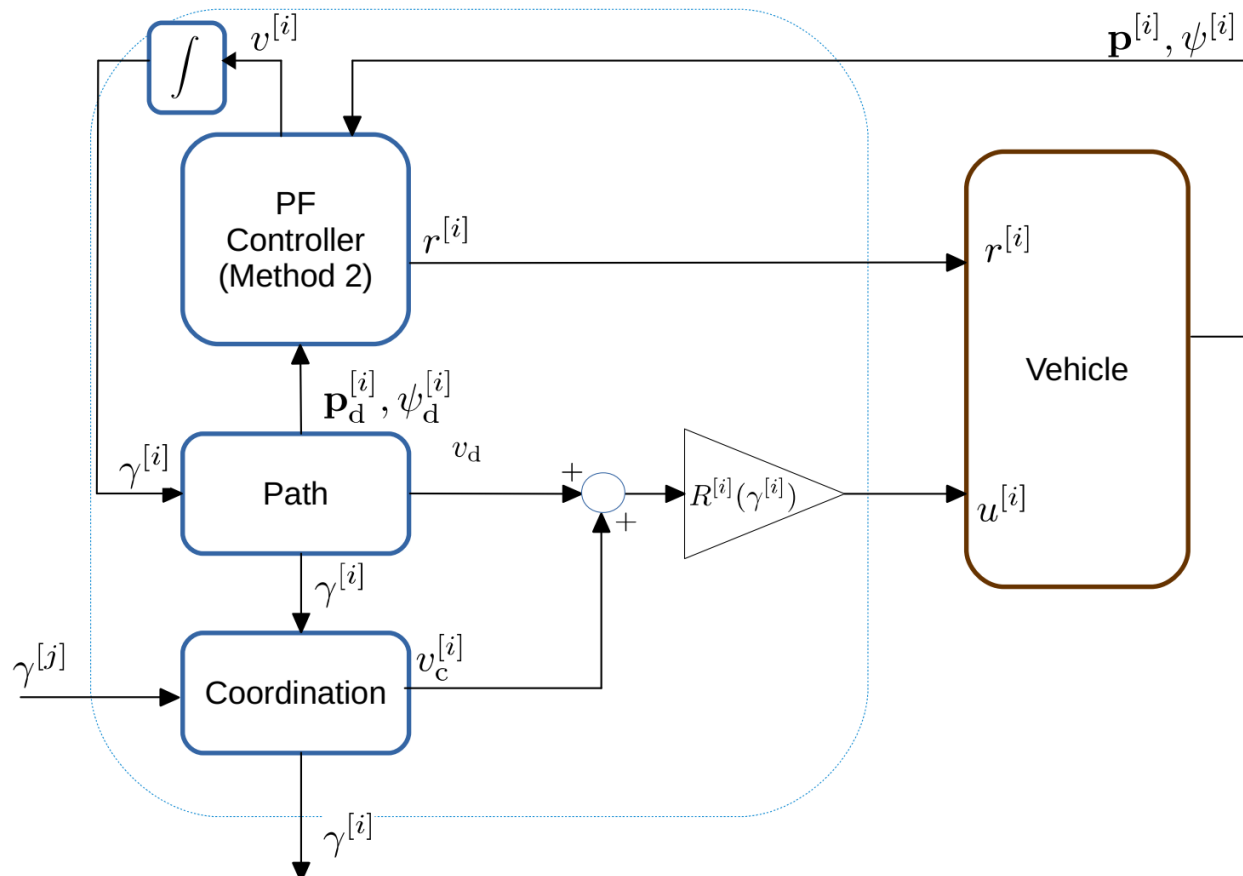 ∫
v^{[i]}
𝐩^{[i]}, ψ^{[i]}
PF
Controller
(Method 2)
r^{[i]}
r^{[i]}
Vehicle
𝐩_d^{[i]}, ψ_d^{[i]}
γ^{[i]}
Path
v_d
+
+
R^{[i]}(γ^{[i]})
u^{[i]}
γ^{[i]}
γ^{[j]}
Coordination
v_c^{[i]}
γ^{[i]}